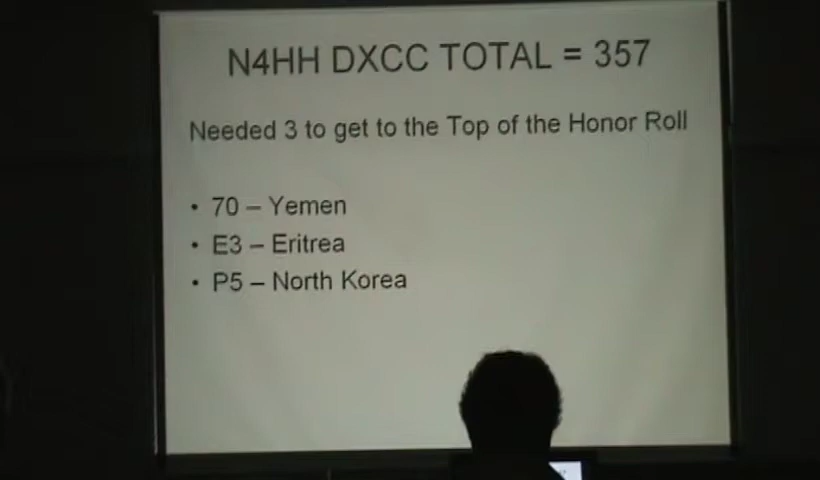 N4HH DXCC TOTAL = 357
Needed 3 to get to the Top of the Honor Roll
• 70 – Yemen
• E3 – Eritrea
• P5 – North Korea